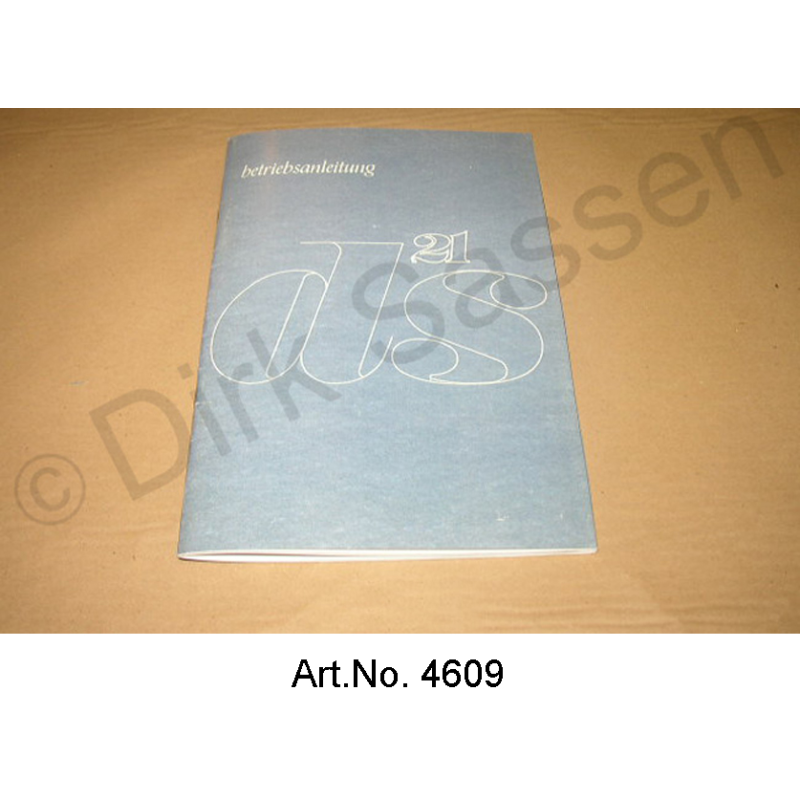 betriebsanleitung
21
ds
© Dirk Sassen
Art.No. 4609